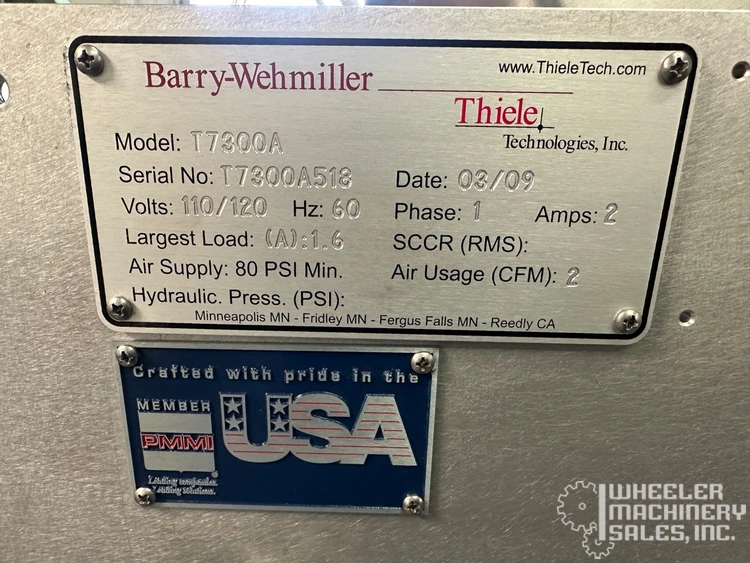 Barry-Wehmiller
www.ThieleTech.com
Thiele
Technologies, Inc.
Model: T7300A
Serial No: T7300A513 Date: 03/09
Volts: 110/120 Hz: 60 Phase: 1 Amps: 2
Largest Load: (A):1.6 SCCR (RMS):
Air Supply: 80 PSI Min. Air Usage (CFM): 2
Hydraulic. Press. (PSI):
Minneapolis MN - Fridley MN - Fergus Falls MN - Reedly CA
Crafted with pride in the
USA
MEMBER
PMMI
®
WHEELER
MACHINERY
SALES, INC.